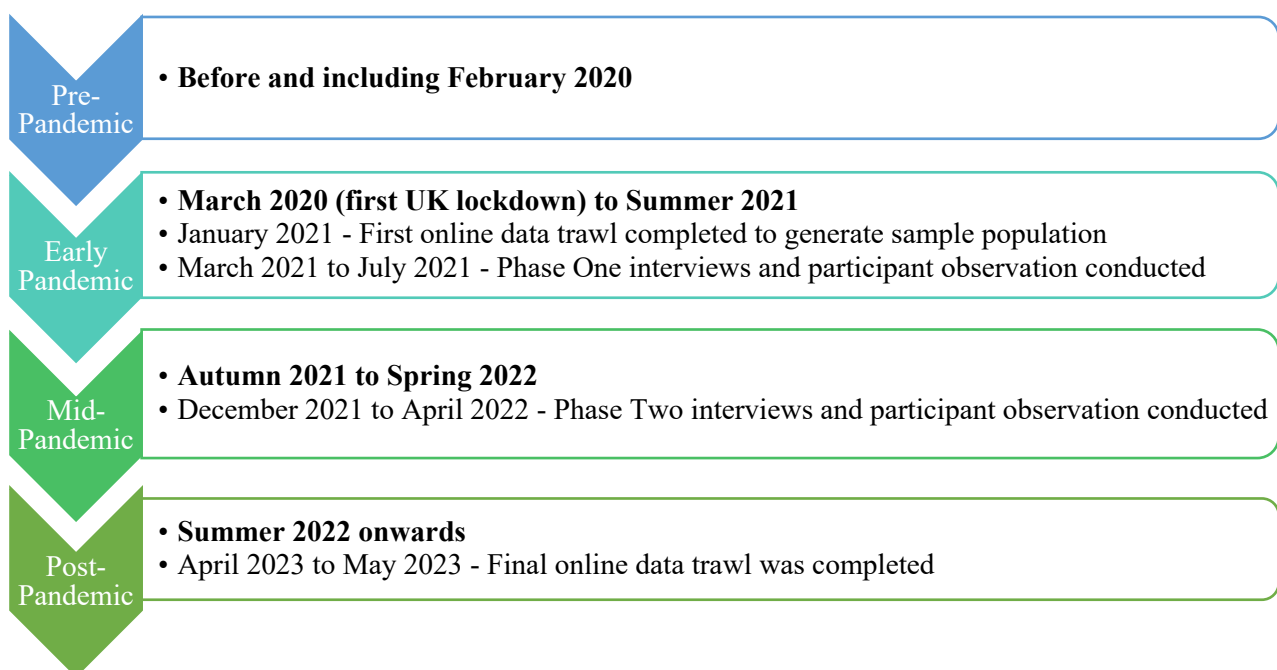 Pre-
Pandemic
• Before and including February 2020
Early
Pandemic
• March 2020 (first UK lockdown) to Summer 2021
• January 2021 - First online data trawl completed to generate sample population
• March 2021 to July 2021 - Phase One interviews and participant observation conducted
Mid-
Pandemic
• Autumn 2021 to Spring 2022
• December 2021 to April 2022 - Phase Two interviews and participant observation conducted
Post-
Pandemic
• Summer 2022 onwards
• April 2023 to May 2023 - Final online data trawl was completed